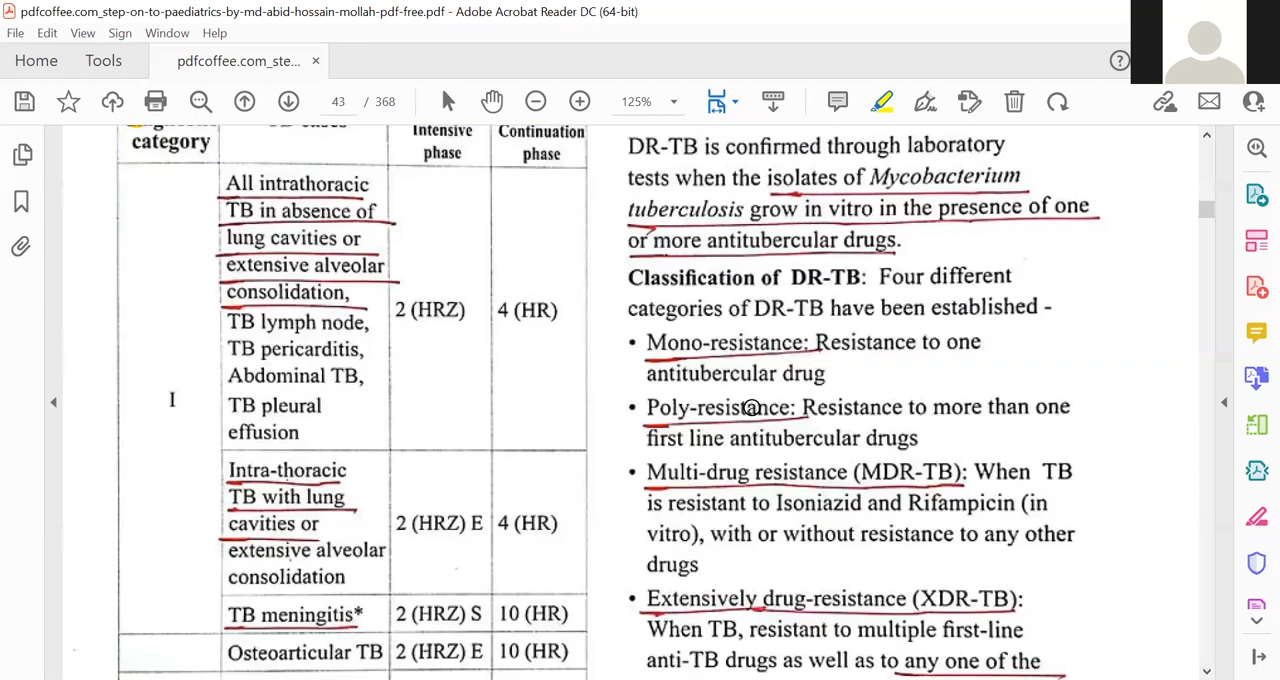 pdfcoffee.com_step-on-to-paediatrics-by-md-abid-hossain-mollah-pdf-free.pdf - Adobe Acrobat Reader DC (64-bit)
File Edit View Sign Window Help
Home Tools pdfcoffee.com_ste... ×
43 / 368 125%
category
Intensive phase
Continuation phase
I
All intrathoracic
TB in absence of
lung cavities or
extensive alveolar
consolidation,
TB lymph node,
TB pericarditis,
Abdominal TB,
TB pleural
effusion
2 (HRZ) 4 (HR)
Intra-thoracic
TB with lung
cavities or
extensive alveolar
consolidation
2 (HRZ) E 4 (HR)
TB meningitis* 2 (HRZ) S 10 (HR)
Osteoarticular TB 2 (HRZ) E 10 (HR)
DR-TB is confirmed through laboratory
tests when the isolates of Mycobacterium
tuberculosis grow in vitro in the presence of one
or more antitubercular drugs.
Classification of DR-TB: Four different
categories of DR-TB have been established -
• Mono-resistance: Resistance to one
antitubercular drug
• Poly-resistance: Resistance to more than one
first line antitubercular drugs
• Multi-drug resistance (MDR-TB): When TB
is resistant to Isoniazid and Rifampicin (in
vitro), with or without resistance to any other
drugs
• Extensively drug-resistance (XDR-TB):
When TB, resistant to multiple first-line
anti-TB drugs as well as to any one of the